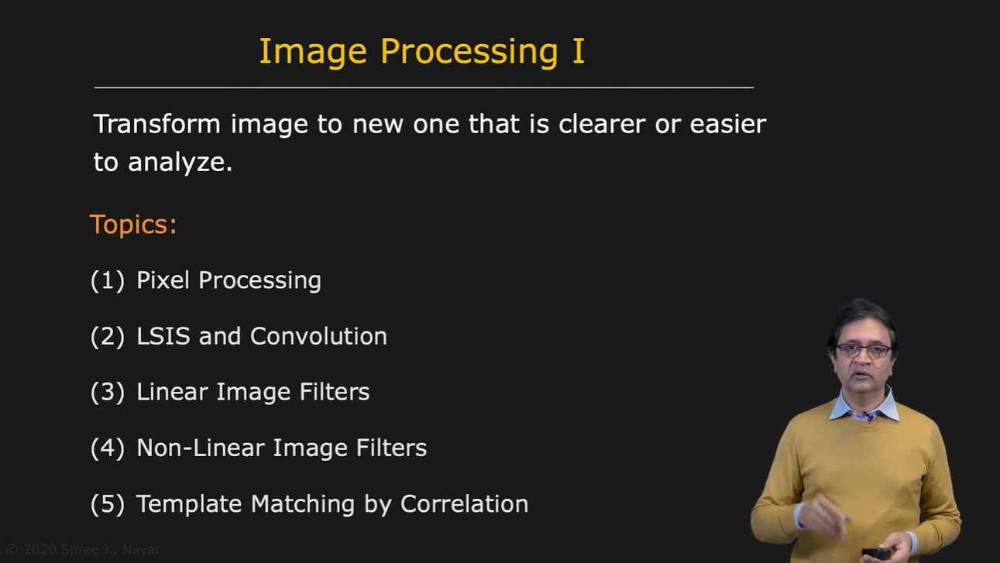 Image Processing I
Transform image to new one that is clearer or easier
to analyze.
Topics:
(1) Pixel Processing
(2) LSIS and Convolution
(3) Linear Image Filters
(4) Non-Linear Image Filters
(5) Template Matching by Correlation
© 2020 Shree K. Nayar